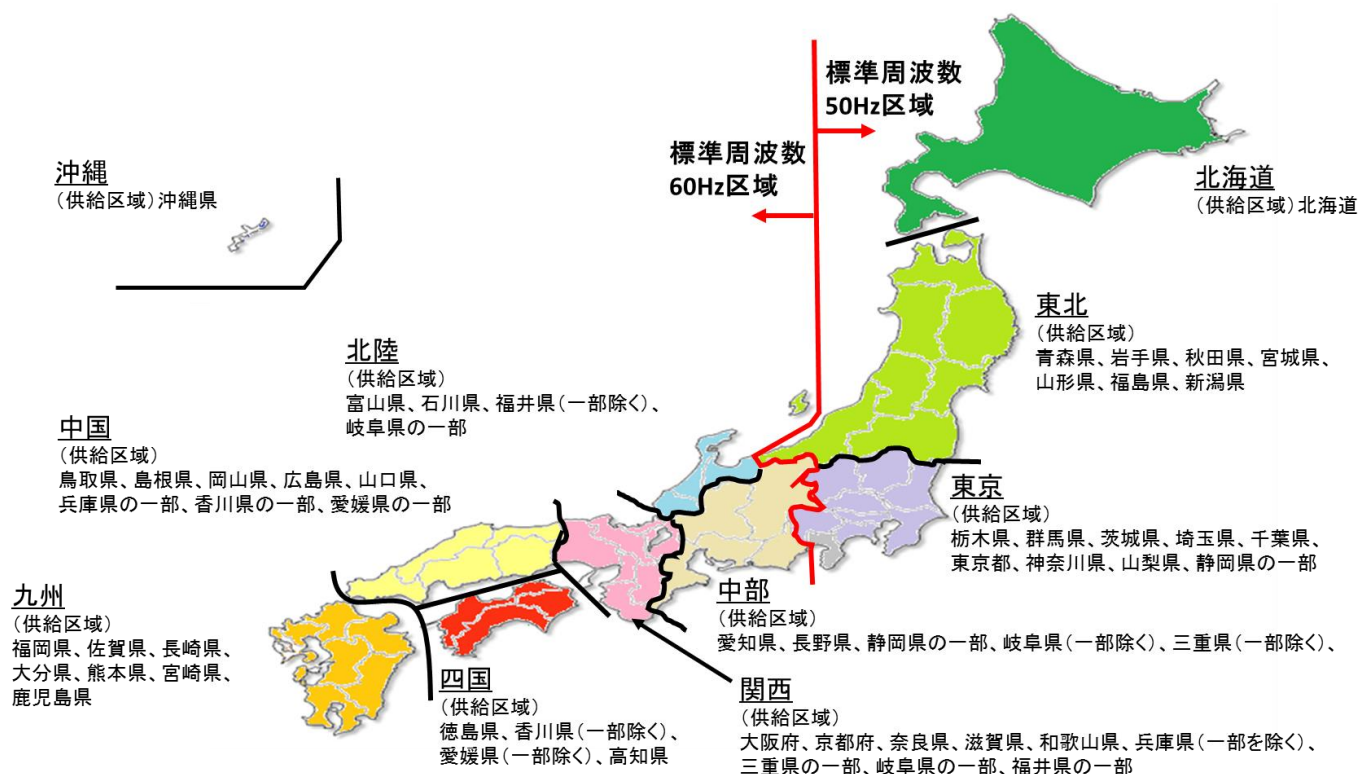 標準周波数
50Hz区域
標準周波数
60Hz区域
沖縄
(供給区域)沖縄県
北海道
(供給区域)北海道
東北
(供給区域)
青森県、岩手県、秋田県、宮城県、
山形県、福島県、新潟県
北陸
(供給区域)
富山県、石川県、福井県(一部除く)、
岐阜県の一部
中国
(供給区域)
鳥取県、島根県、岡山県、広島県、山口県、
兵庫県の一部、香川県の一部、愛媛県の一部
東京
(供給区域)
栃木県、群馬県、茨城県、埼玉県、千葉県、
東京都、神奈川県、山梨県、静岡県の一部
中部
(供給区域)
愛知県、長野県、静岡県の一部、岐阜県(一部除く)、三重県(一部除く)、
九州
(供給区域)
福岡県、佐賀県、長崎県、
大分県、熊本県、宮崎県、
鹿児島県
四国
(供給区域)
徳島県、香川県(一部除く)、
愛媛県(一部除く)、高知県
関西
(供給区域)
大阪府、京都府、奈良県、滋賀県、和歌山県、兵庫県(一部を除く)、
三重県の一部、岐阜県の一部、福井県の一部